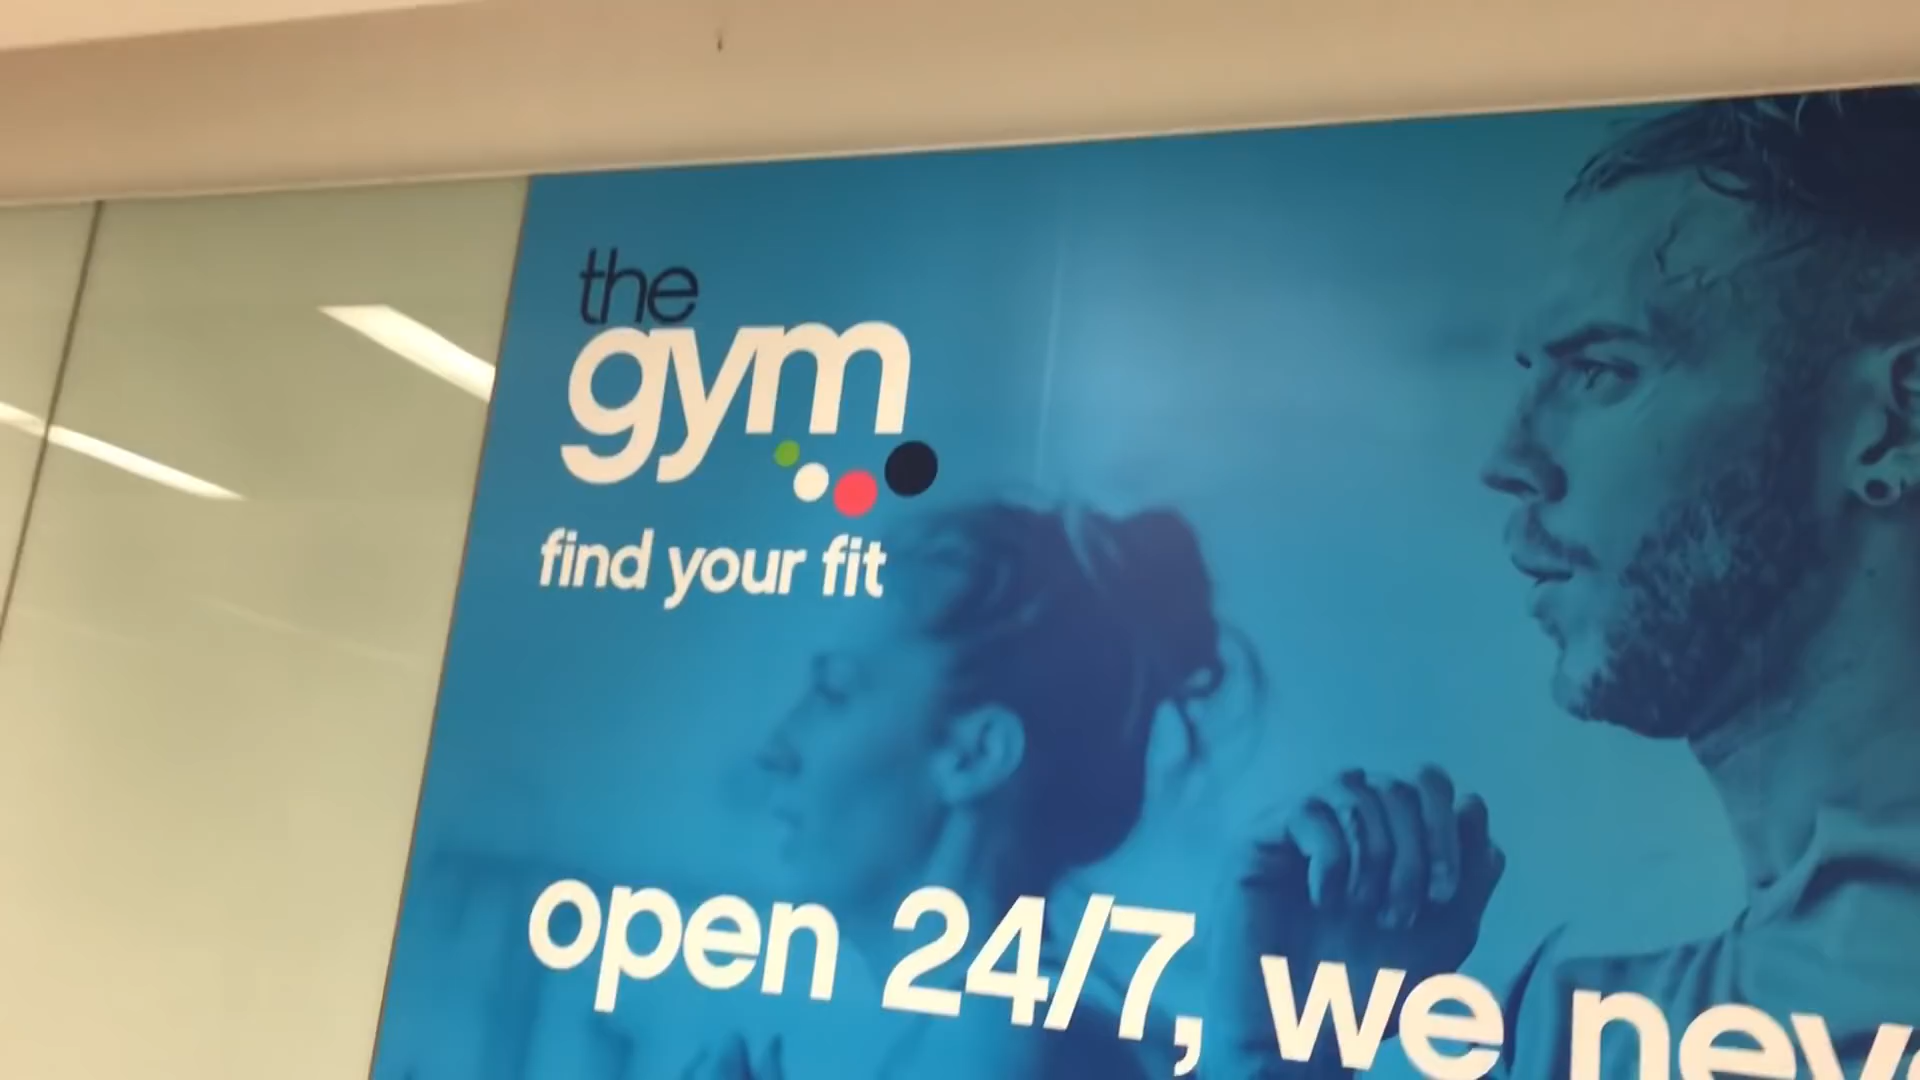 the
gym
find your fit
open 24/7, we